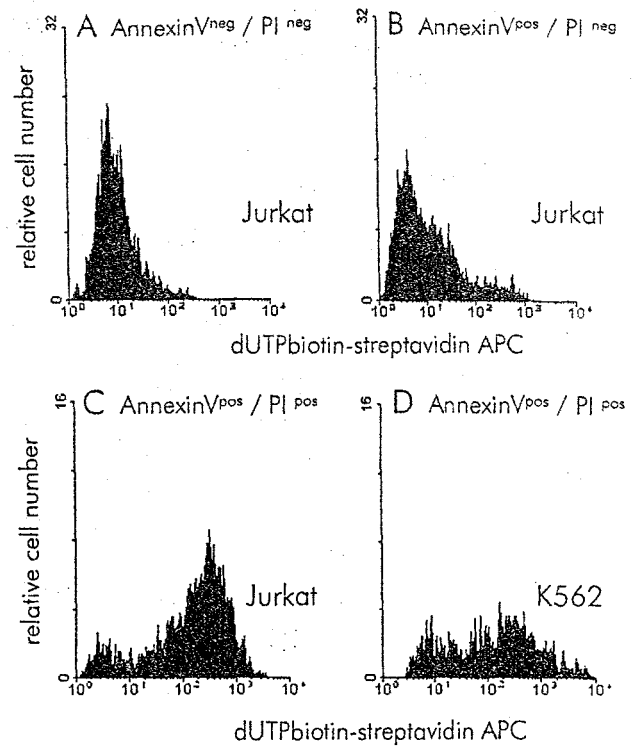 A AnnexinVneg / PI neg
32
relative cell number
Jurkat
0
10⁰ 10¹ 10² 10³ 10⁴
B AnnexinVpos / PI neg
32
Jurkat
0
10⁰ 10¹ 10² 10³ 10⁴
dUTPbiotin-streptavidin APC
C AnnexinVpos / PI pos
16
relative cell number
Jurkat
0
10⁰ 10¹ 10² 10³ 10⁴
D AnnexinVpos / PI pos
16
K562
0
10⁰ 10¹ 10² 10³ 10⁴
dUTPbiotin-streptavidin APC